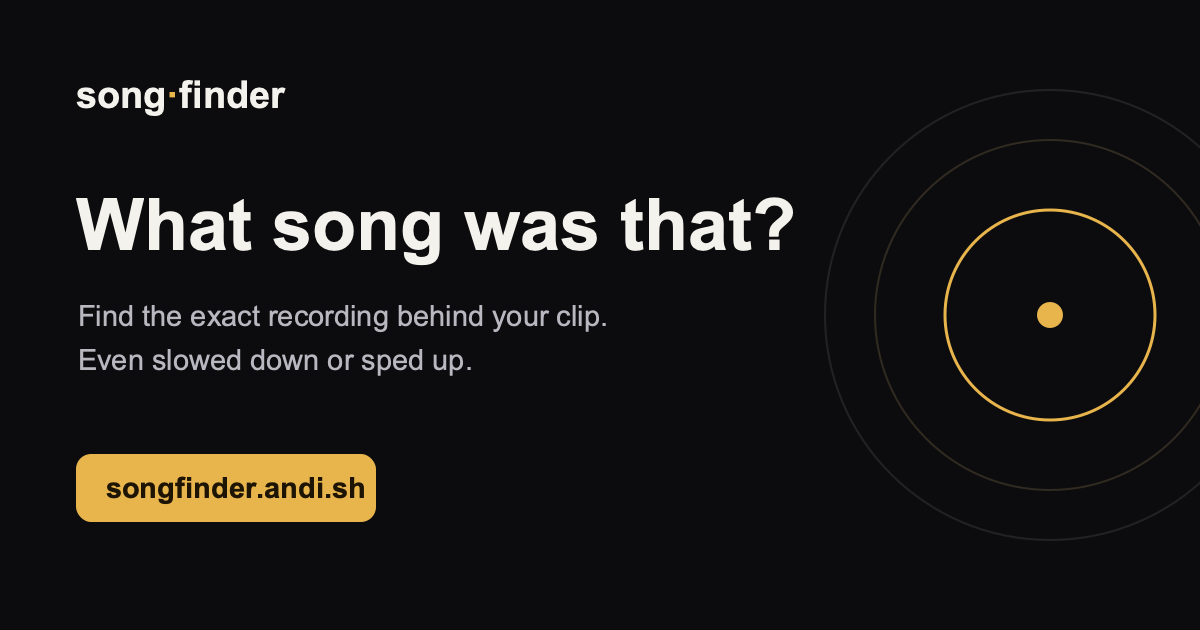 song·finder
What song was that?
Find the exact recording behind your clip.
Even slowed down or sped up.
songfinder.andi.sh